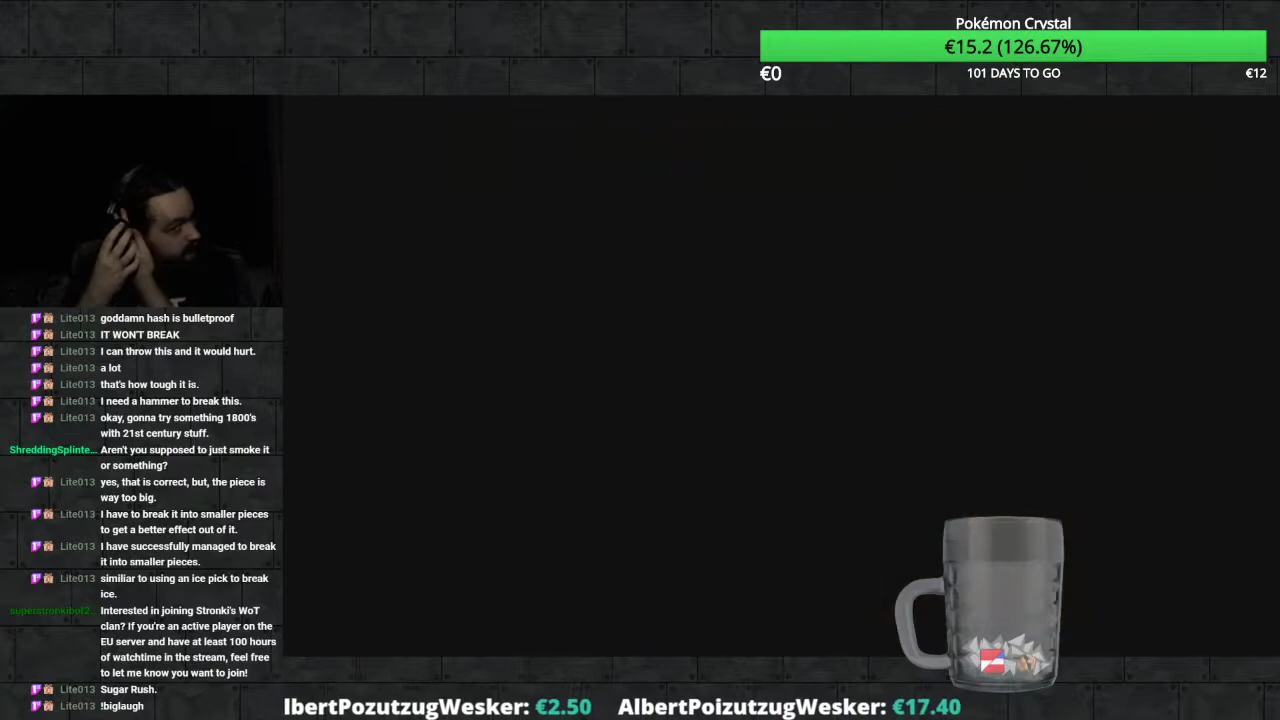 Pokémon Crystal
€15.2 (126.67%)
€0
101 DAYS TO GO
€12
Lite013 goddamn hash is bulletproof
Lite013 IT WON'T BREAK
Lite013 I can throw this and it would hurt.
Lite013 a lot
Lite013 that's how tough it is.
Lite013 I need a hammer to break this.
Lite013 okay, gonna try something 1800's
with 21st century stuff.
ShreddingSplinte... Aren't you supposed to just smoke it
or something?
Lite013 yes, that is correct, but, the piece is
way too big.
Lite013 I have to break it into smaller pieces
to get a better effect out of it.
Lite013 I have successfully managed to break
it into smaller pieces.
Lite013 similiar to using an ice pick to break
ice.
Interested in joining Stronki's WoT
clan? If you're an active player on the
EU server and have at least 100 hours
of watchtime in the stream, feel free
to let me know you want to join!
Lite013 Sugar Rush.
Lite013 !biglaugh
lbertPozutzugWesker: €2.50 AlbertPoizutzugWesker: €17.40